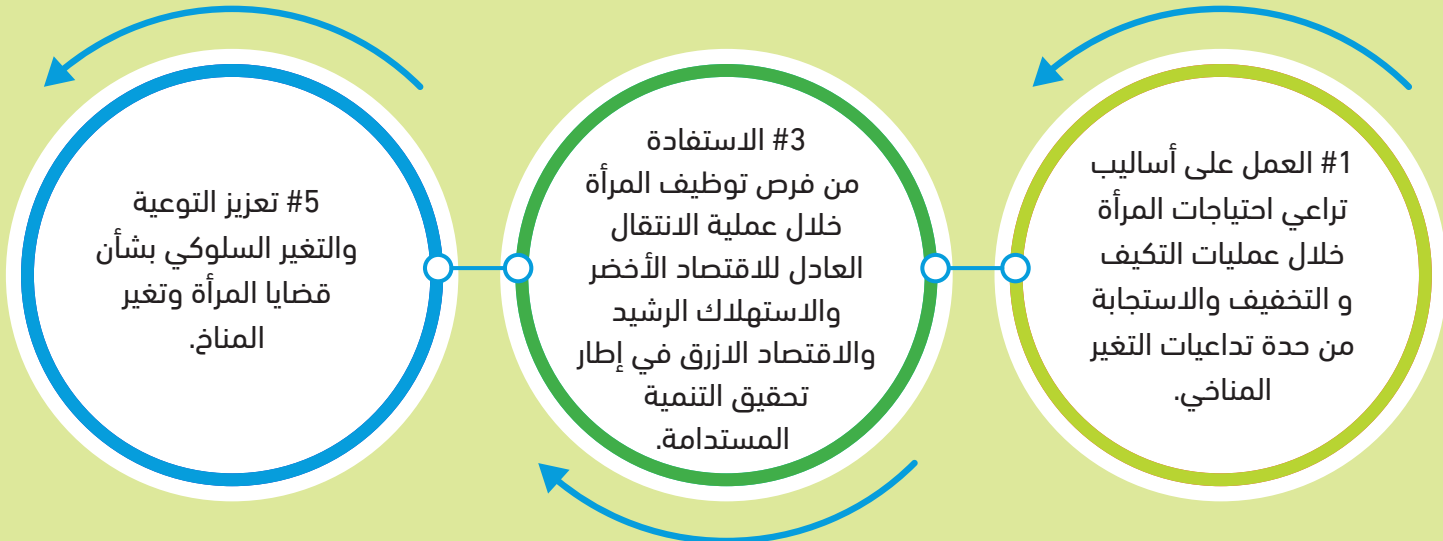 #1 العمل على أساليب
تراعي احتياجات المرأة
خلال عمليات التكيف
و التخفيف والاستجابة
من حدة تداعيات التغير
المناخي.
#3 الاستفادة
من فرص توظيف المرأة
خلال عملية الانتقال
العادل للاقتصاد الأخضر
والاستهلاك الرشيد
والاقتصاد الازرق في إطار
تحقيق التنمية
المستدامة.
#5 تعزيز التوعية
والتغير السلوكي بشأن
قضايا المرأة وتغير
المناخ.